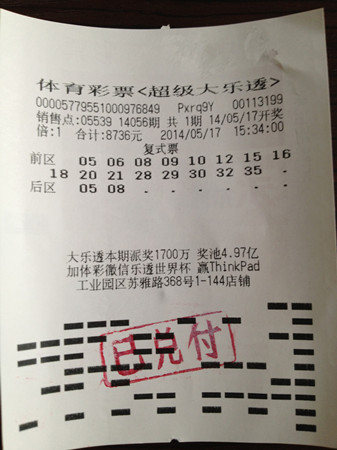 体育彩票<超级大乐透>
00005779551000976849 Pxrq9Y 00113199
销售点:05539 14056期 共1期 14/05/17开奖
倍:1 合计:8736元 2014/05/17 15:34:00
复式票
前区 05 06 08 09 10 12 15 16
18 20 21 28 29 30 32 35 .
后区 05 08 . . . . . .
大乐透本期派奖1700万 奖池4.97亿
加体彩微信乐透世界杯 赢ThinkPad
工业园区苏雅路368号1-144店铺
已兑付